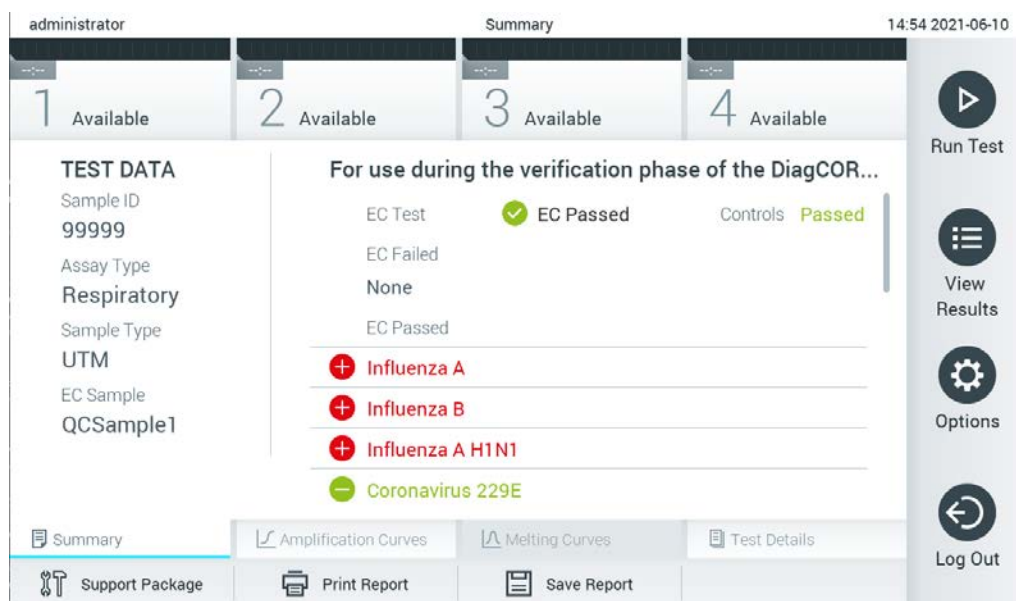 administrator
Summary
14:54 2021-06-10
--:--
--:--
--:--
--:--
1 Available
2 Available
3 Available
4 Available
Run Test
View
Results
Options
Log Out
TEST DATA
Sample ID
99999
Assay Type
Respiratory
Sample Type
UTM
EC Sample
QCSample1
For use during the verification phase of the DiagCOR...
EC Test
EC Passed
Controls Passed
EC Failed
None
EC Passed
Influenza A
Influenza B
Influenza A H1N1
Coronavirus 229E
Summary
Amplification Curves
Melting Curves
Test Details
Support Package
Print Report
Save Report